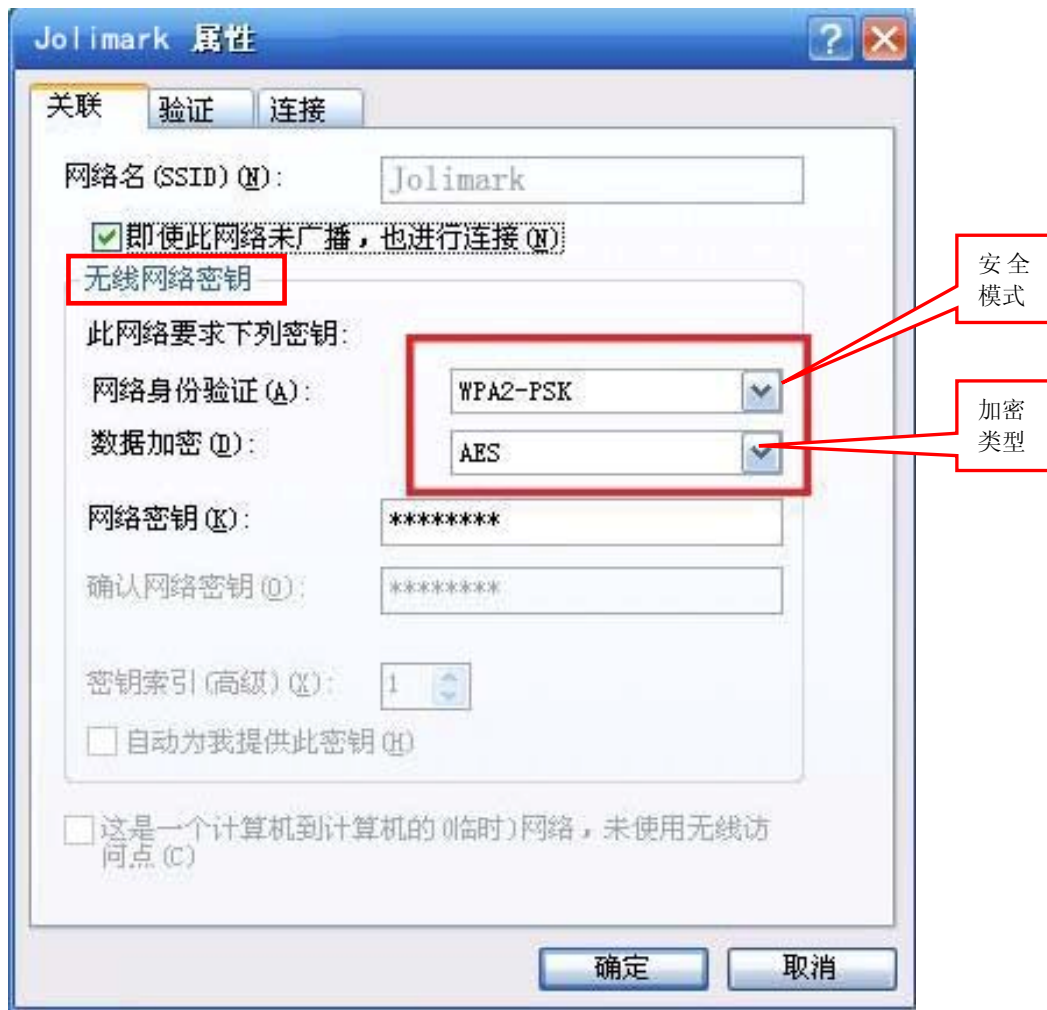 Jolimark 属性
关联 验证 连接
网络名(SSID)(N): Jolimark
即使此网络未广播，也进行连接(N)
无线网络密钥
此网络要求下列密钥:
网络身份验证(A): WPA2-PSK
数据加密(D): AES
网络密钥(K): ********
确认网络密钥(O): ********
密钥索引(高级)(X): 1
自动为我提供此密钥(H)
这是一个计算机到计算机的(临时)网络，未使用无线访
问点(C)
确定 取消
安全
模式
加密
类型